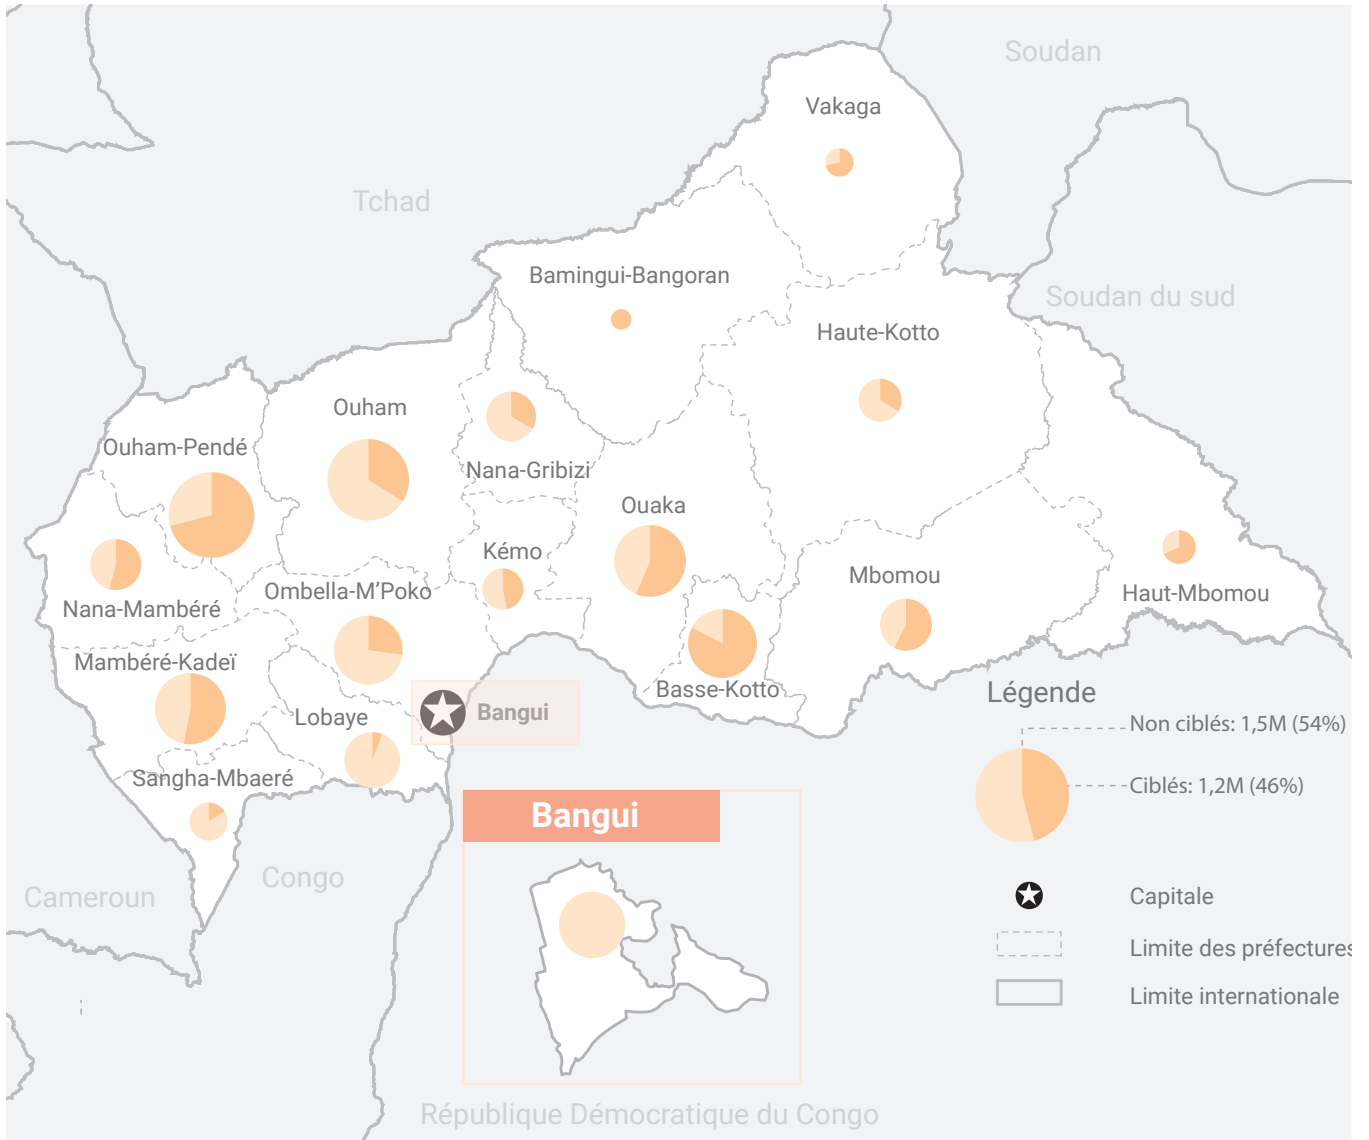 Soudan
Vakaga
Tchad
Bamingui-Bangoran
Soudan du sud
Haute-Kotto
Ouham
Ouham-Pendé
Nana-Gribizi
Ouaka
Kémo
Mbomou
Ombella-M'Poko
Haut-Mbomou
Nana-Mambéré
Mambéré-Kadeï
Basse-Kotto
Lobaye
Bangui
Sangha-Mbaeré
Légende
Non ciblés: 1,5M (54%)
Ciblés: 1,2M (46%)
Bangui
Congo
Cameroun
Capitale
Limite des préfectures
Limite internationale
République Démocratique du Congo